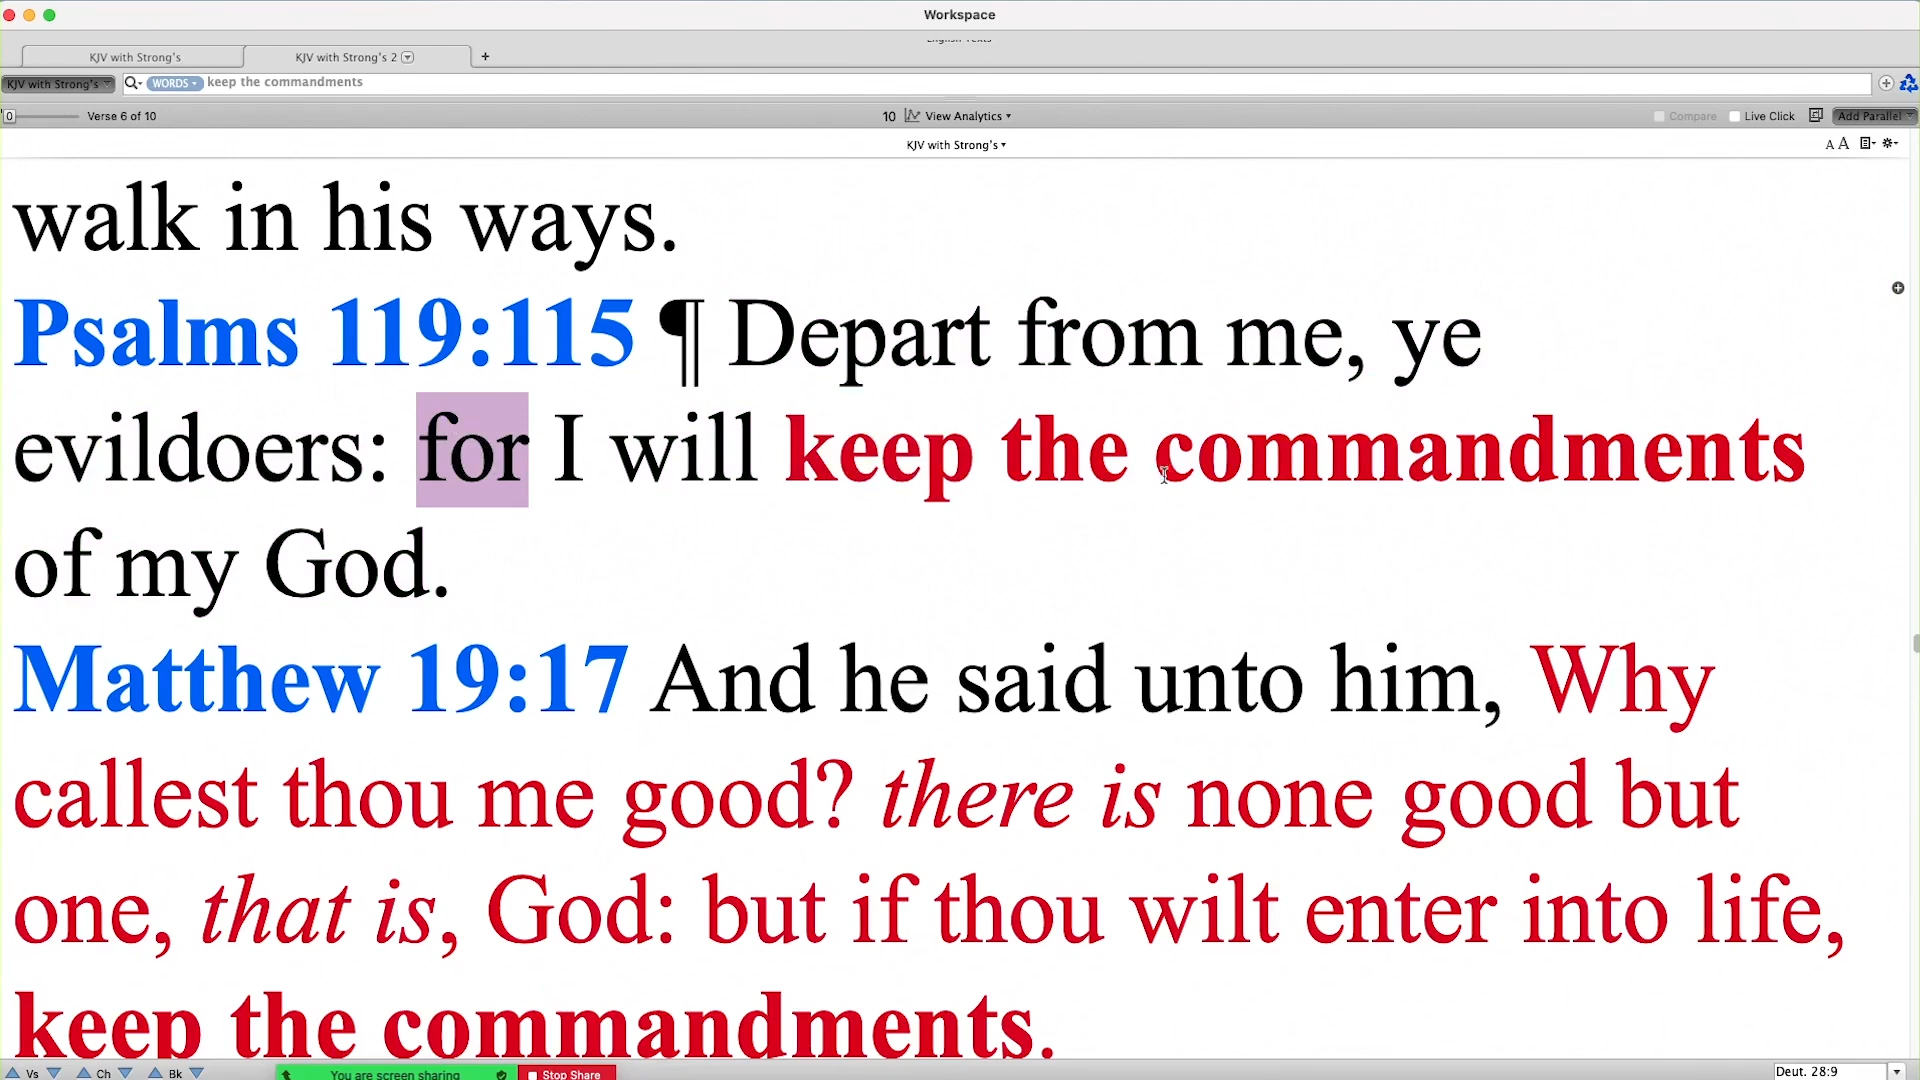 Workspace
English Texts
KJV with Strong's
KJV with Strong's 2
+
KJV with Strong's
WORDS keep the commandments
0 Verse 6 of 10 10 View Analytics Compare Live Click Add Parallel
KJV with Strong's A A
walk in his ways.
Psalms 119:115 ¶ Depart from me, ye
evildoers: for I will keep the commandments
of my God.
Matthew 19:17 And he said unto him, Why
callest thou me good? there is none good but
one, that is, God: but if thou wilt enter into life,
keep the commandments.
Vs Ch Bk You are screen sharing Stop Share Deut. 28:9